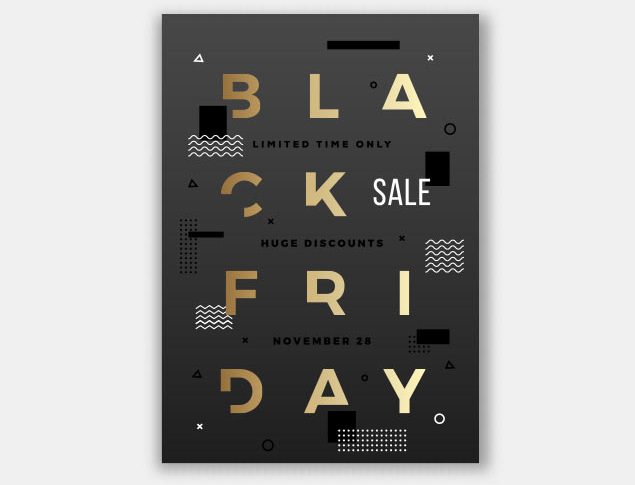 BLA
LIMITED TIME ONLY
CK SALE
HUGE DISCOUNTS
FRI
NOVEMBER 28
DAY